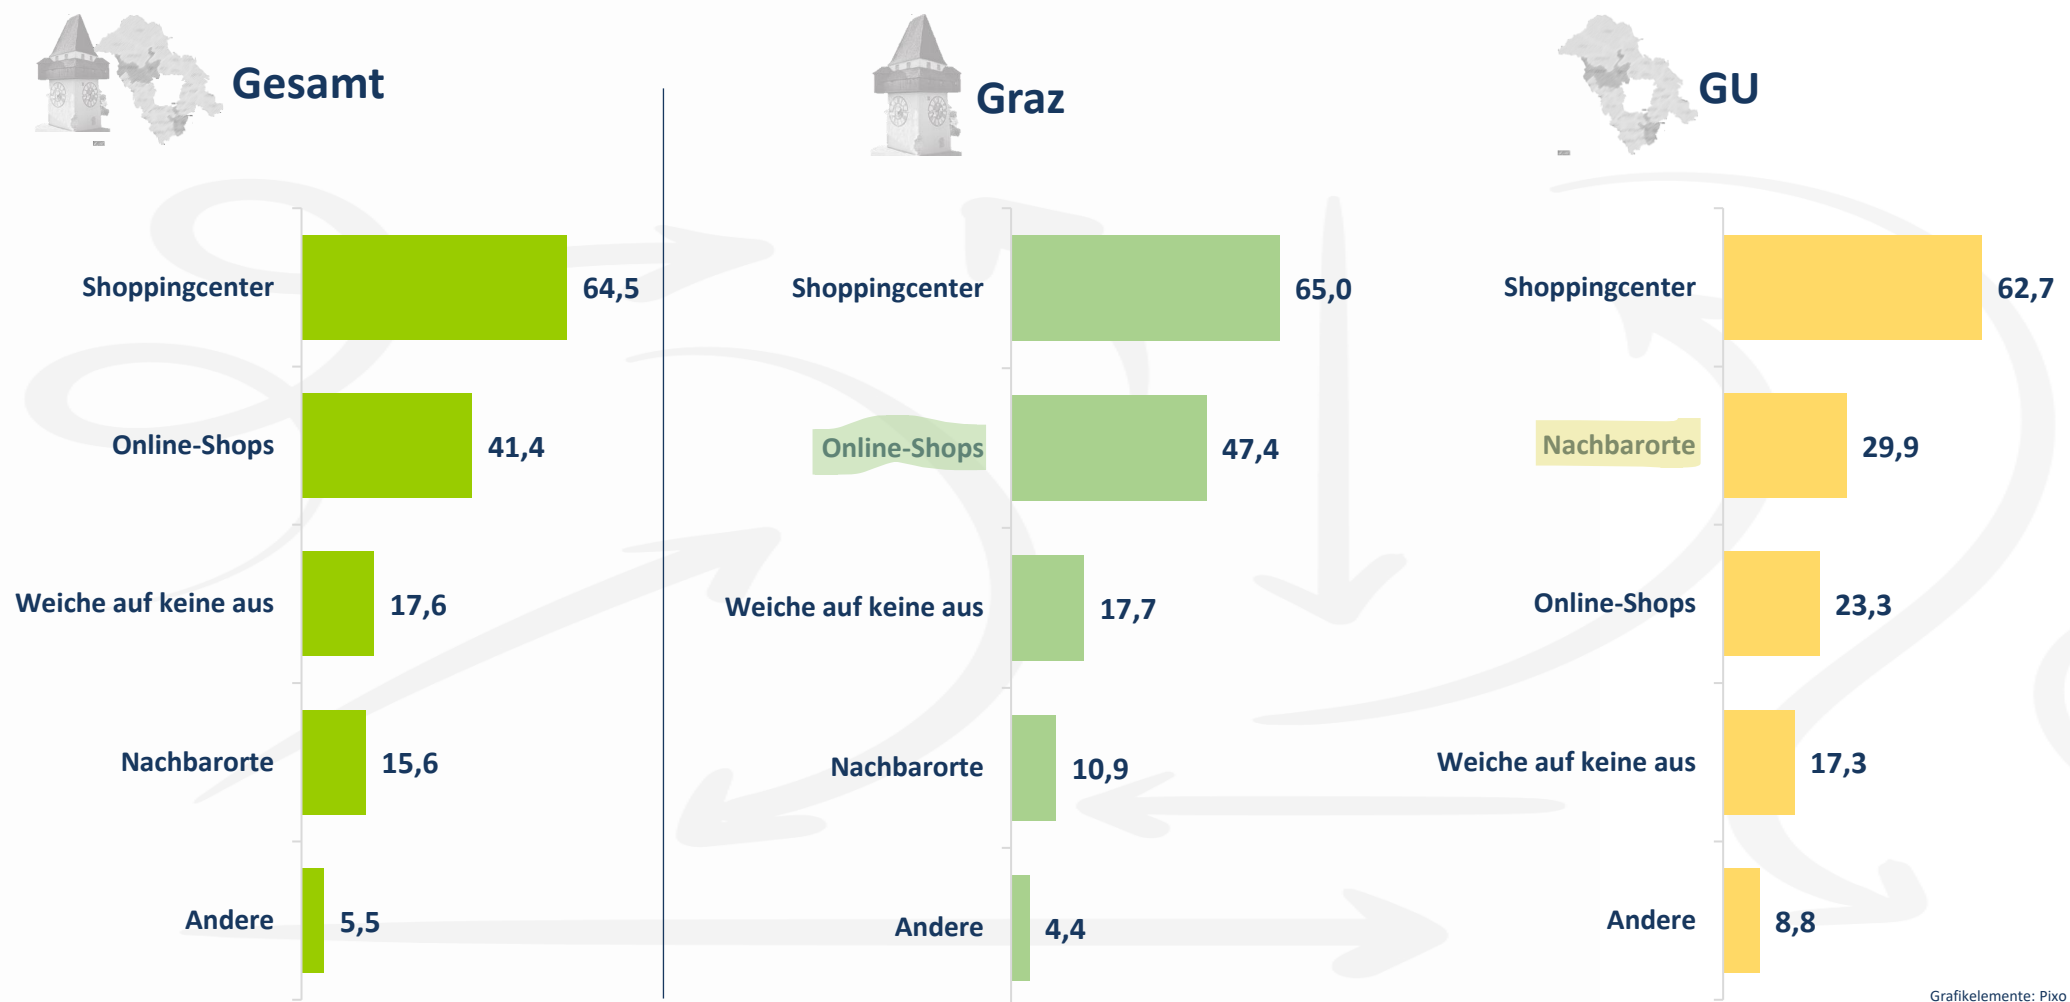 Gesamt
Shoppingcenter 64,5
Online-Shops 41,4
Weiche auf keine aus 17,6
Nachbarorte 15,6
Andere 5,5
Graz
Shoppingcenter 65,0
Online-Shops 47,4
Weiche auf keine aus 17,7
Nachbarorte 10,9
Andere 4,4
GU
Shoppingcenter 62,7
Nachbarorte 29,9
Online-Shops 23,3
Weiche auf keine aus 17,3
Andere 8,8
Grafikelemente: Pixo